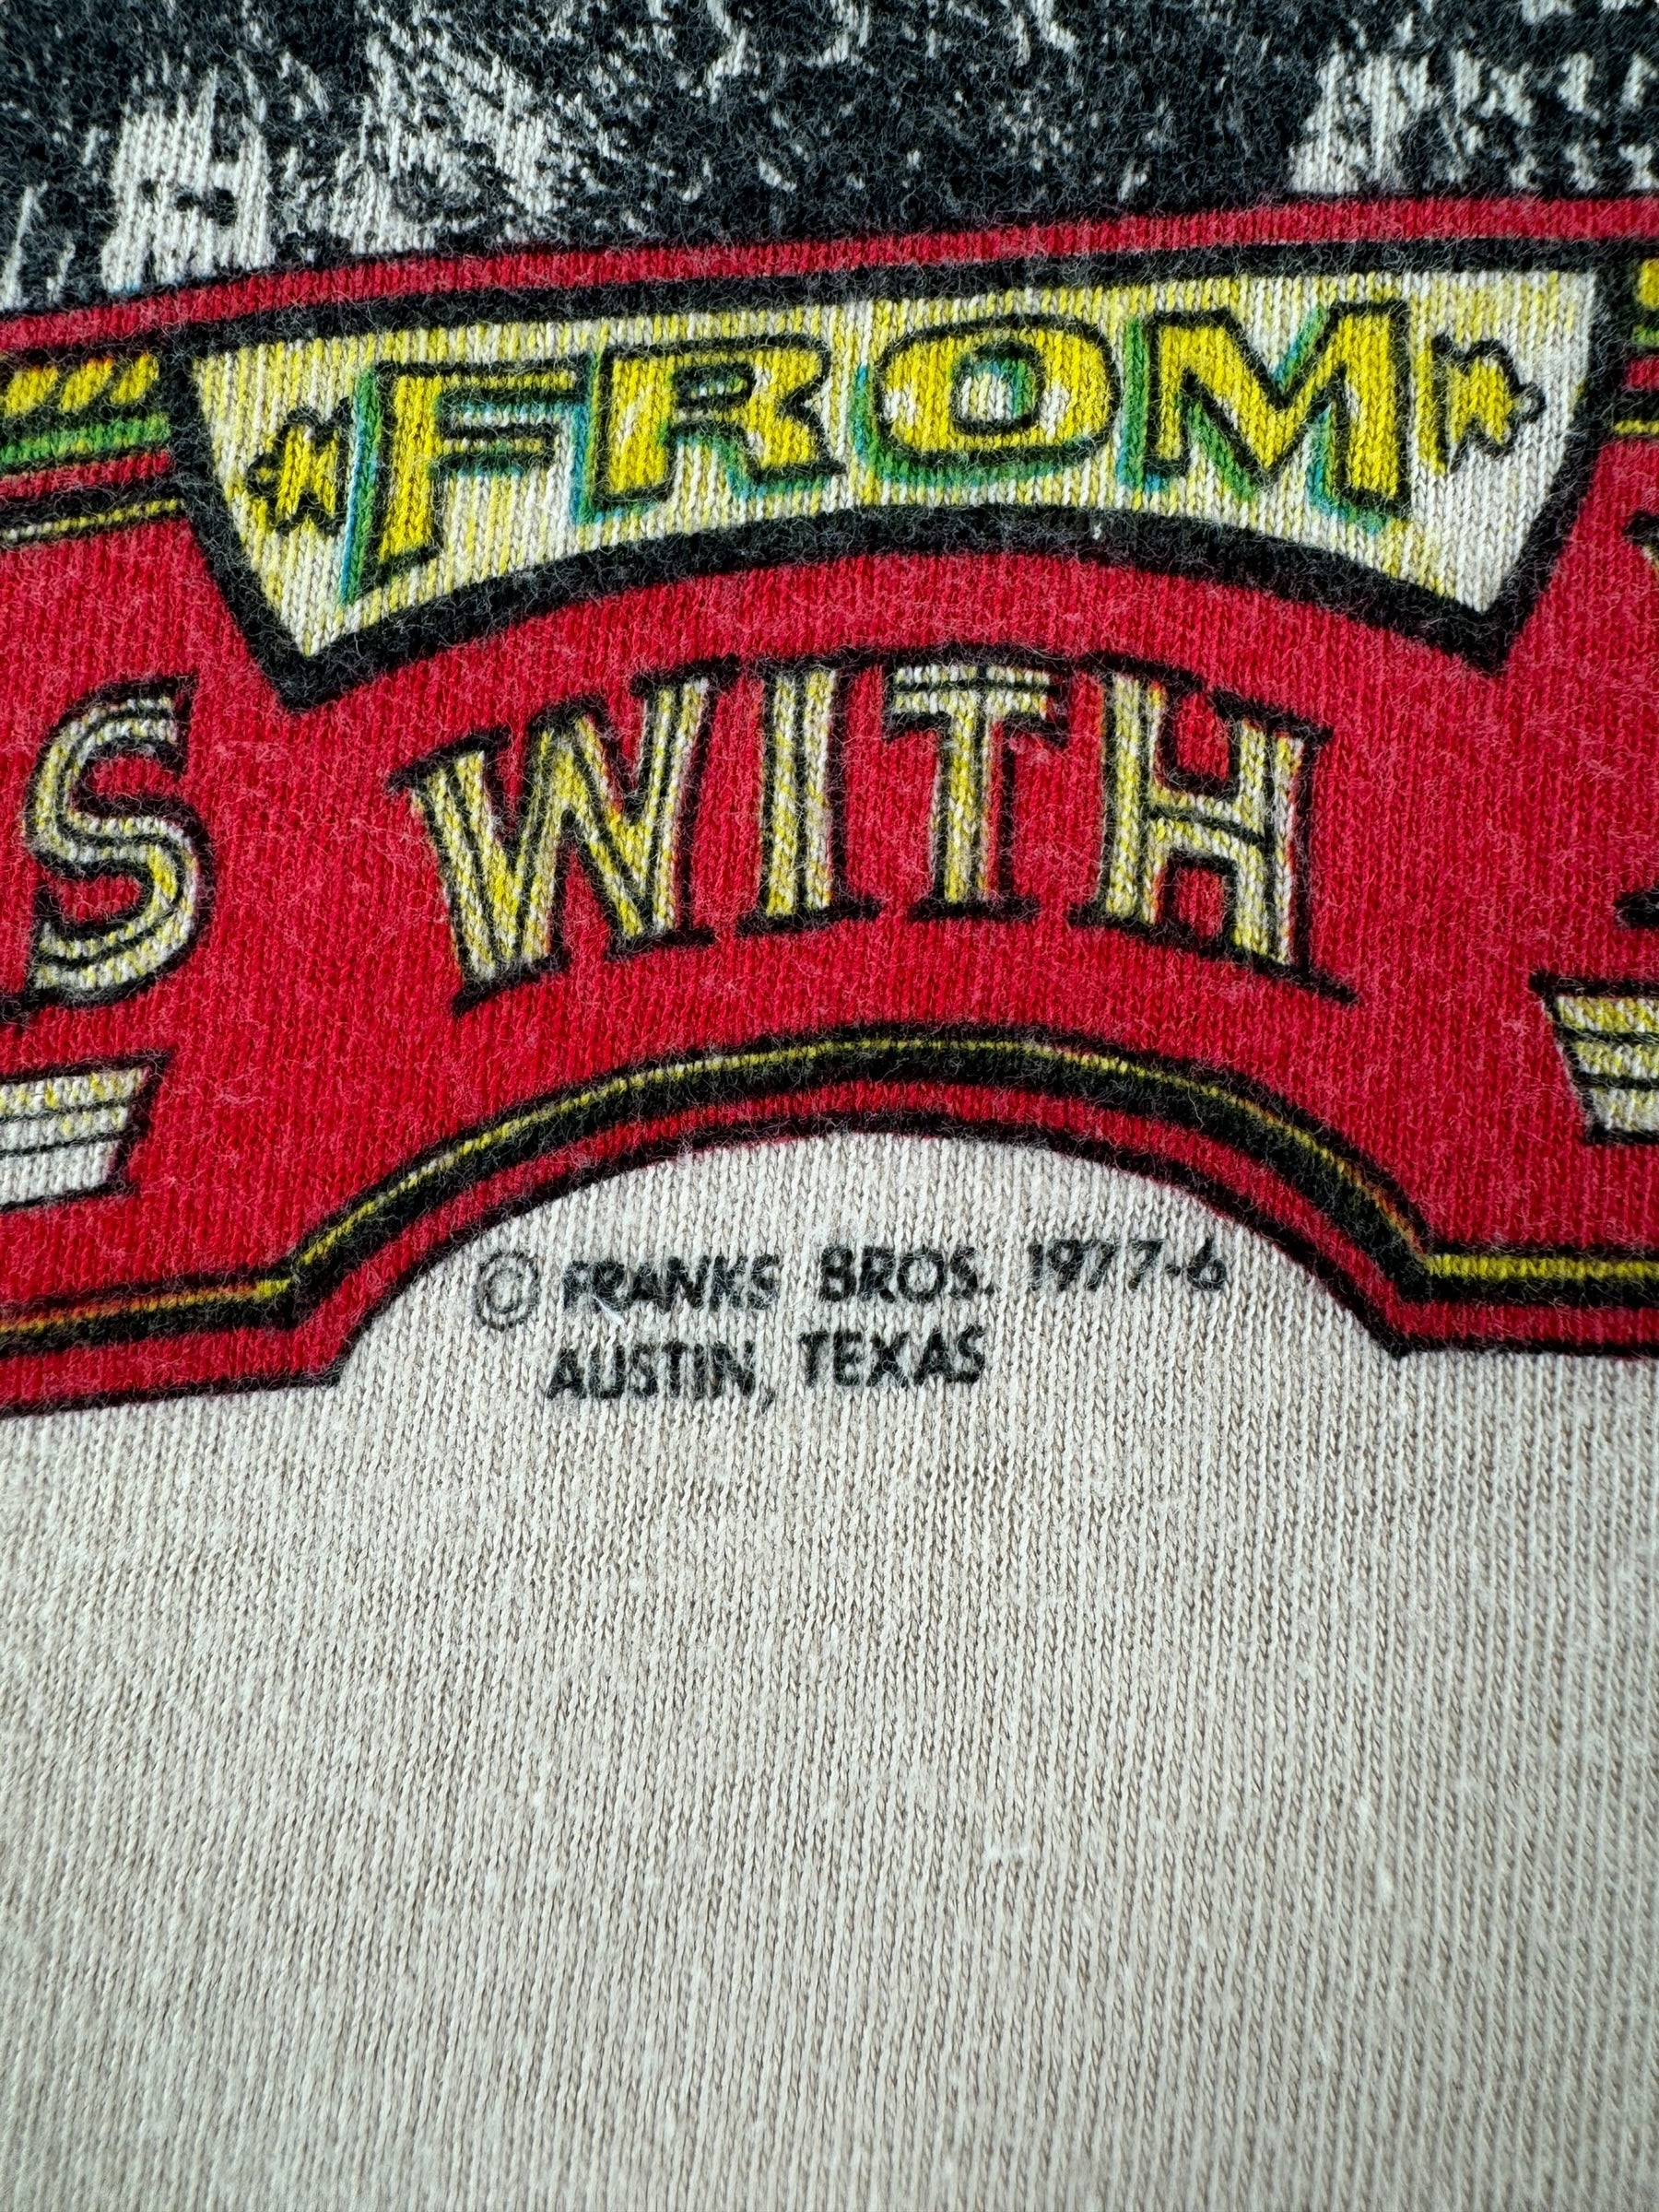 FROM
S WITH
© FRANKS BROS. 1977-6
AUSTIN, TEXAS